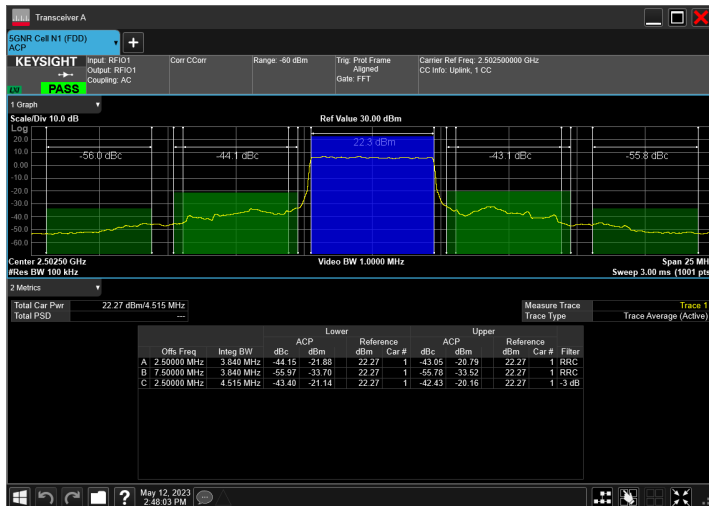 Transceiver A
5GNR Cell N1 (FDD)
ACP
KEYSIGHT
LXI
PASS
Input: RFIO1
Output: RFIO1
Coupling: AC
Corr CCorr
Range: -60 dBm
Trig: Prot Frame
Aligned
Gate: FFT
Carrier Ref Freq: 2.502500000 GHz
CC Info: Uplink, 1 CC
1 Graph
Scale/Div 10.0 dB
Ref Value 30.00 dBm
Log
20.0
10.0
0.00
-10.0
-20.0
-30.0
-40.0
-50.0
-60.0
-56.0 dBc
-44.1 dBc
22.3 dBm
-43.1 dBc
-55.8 dBc
Center 2.50250 GHz
#Res BW 100 kHz
Video BW 1.0000 MHz
Span 25 MH
Sweep 3.00 ms (1001 pts
2 Metrics
Total Car Pwr 22.27 dBm/4.515 MHz
Total PSD ---
Measure Trace Trace 1
Trace Type Trace Average (Active)
Lower Upper
ACP Reference ACP Reference
Offs Freq Integ BW dBc dBm dBm Car # dBc dBm dBm Car # Filter
A 2.50000 MHz 3.840 MHz -44.15 -21.88 22.27 1 -43.05 -20.79 22.27 1 RRC
B 7.50000 MHz 3.840 MHz -55.97 -33.70 22.27 1 -55.78 -33.52 22.27 1 RRC
C 2.50000 MHz 4.515 MHz -43.40 -21.14 22.27 1 -42.43 -20.16 22.27 1 -3 dB
?
May 12, 2023
2:48:03 PM